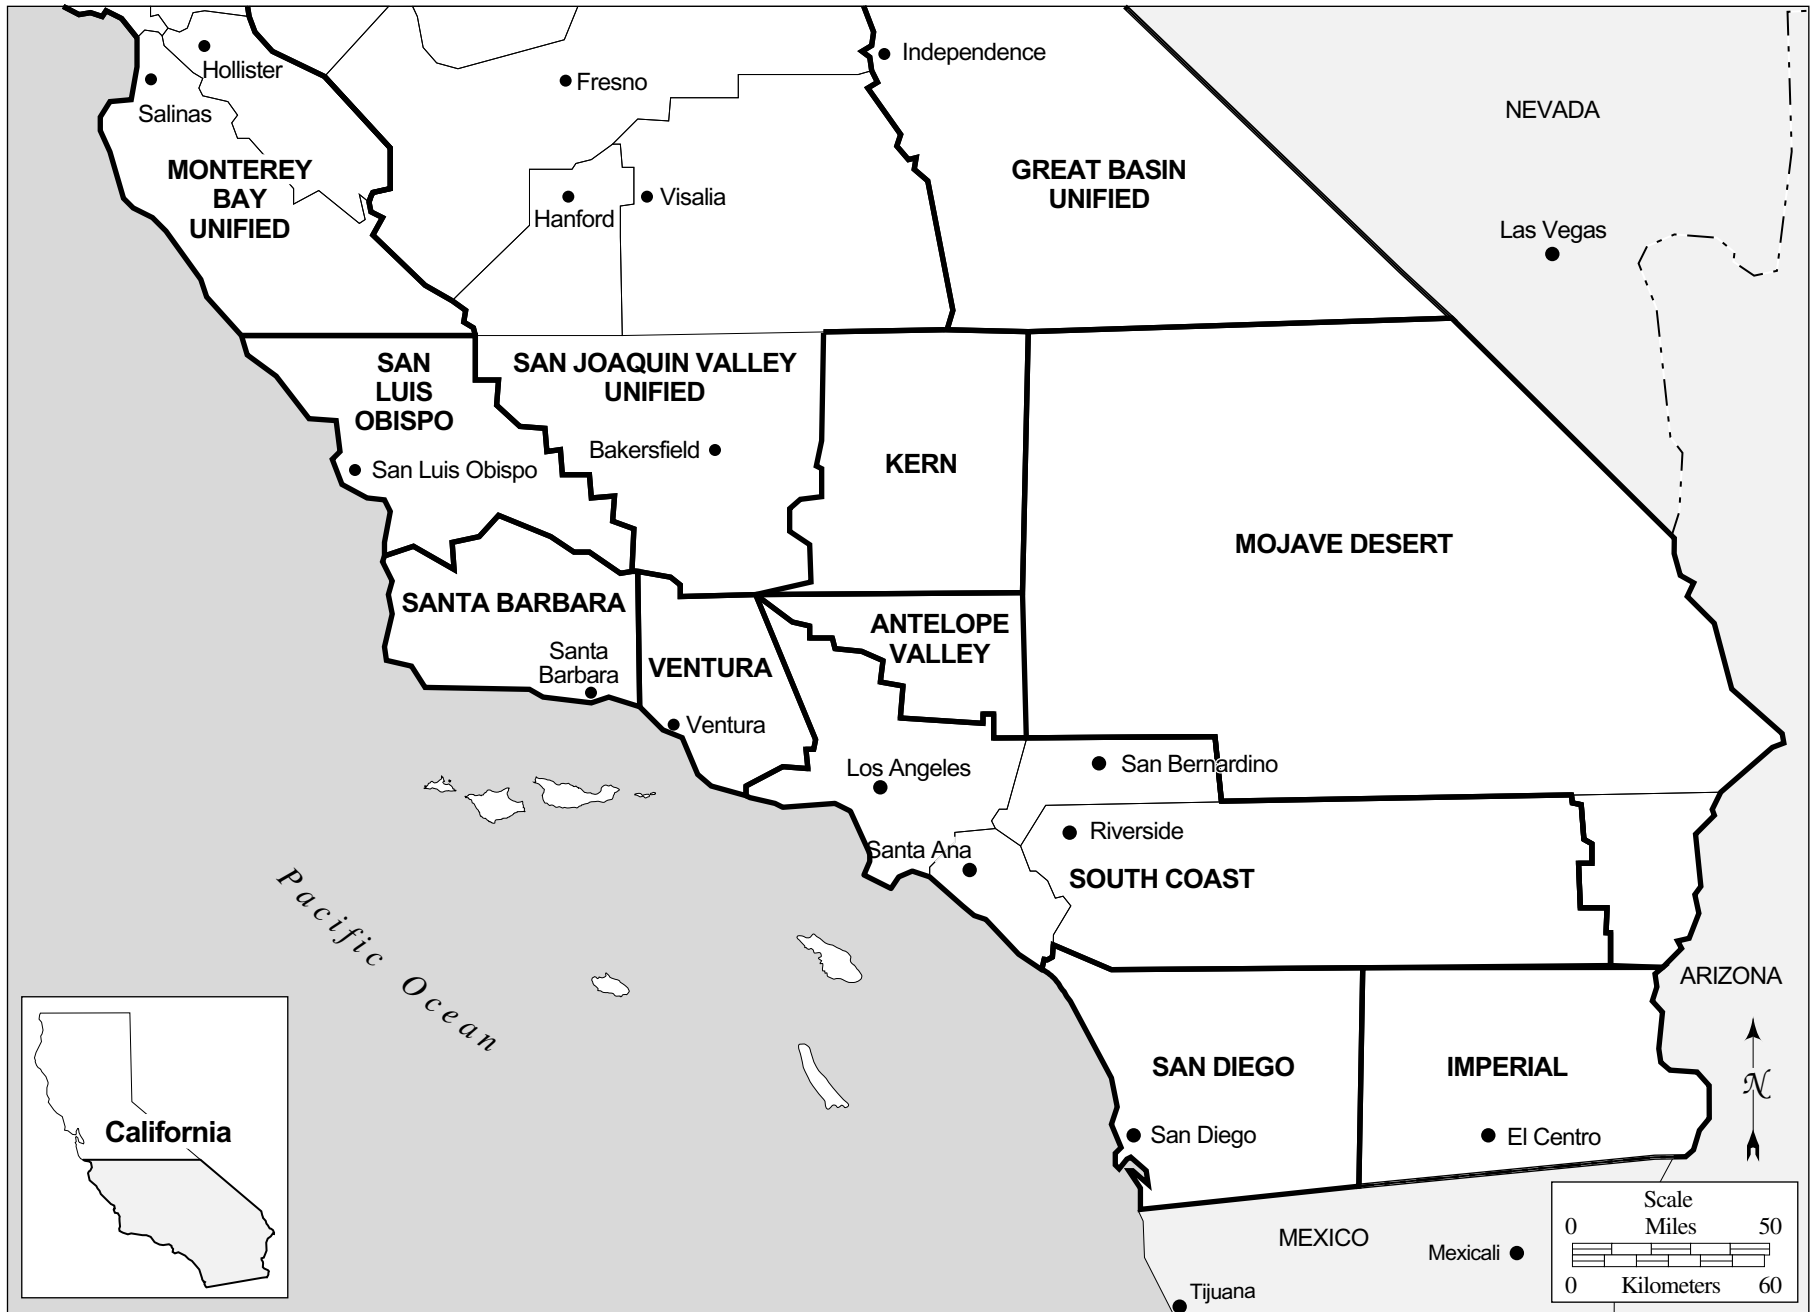 Independence
Hollister
Fresno
Salinas
NEVADA
MONTEREY
BAY
UNIFIED
GREAT BASIN
UNIFIED
Visalia
Hanford
Las Vegas
SAN
LUIS
OBISPO
SAN JOAQUIN VALLEY
UNIFIED
Bakersfield
KERN
San Luis Obispo
MOJAVE DESERT
SANTA BARBARA
ANTELOPE
VALLEY
Santa
Barbara
VENTURA
Ventura
Los Angeles
San Bernardino
Riverside
Santa Ana
SOUTH COAST
Pacific Ocean
ARIZONA
SAN DIEGO
IMPERIAL
N
California
San Diego
El Centro
MEXICO
Mexicali
Tijuana
Scale
0 Miles 50
0 Kilometers 60